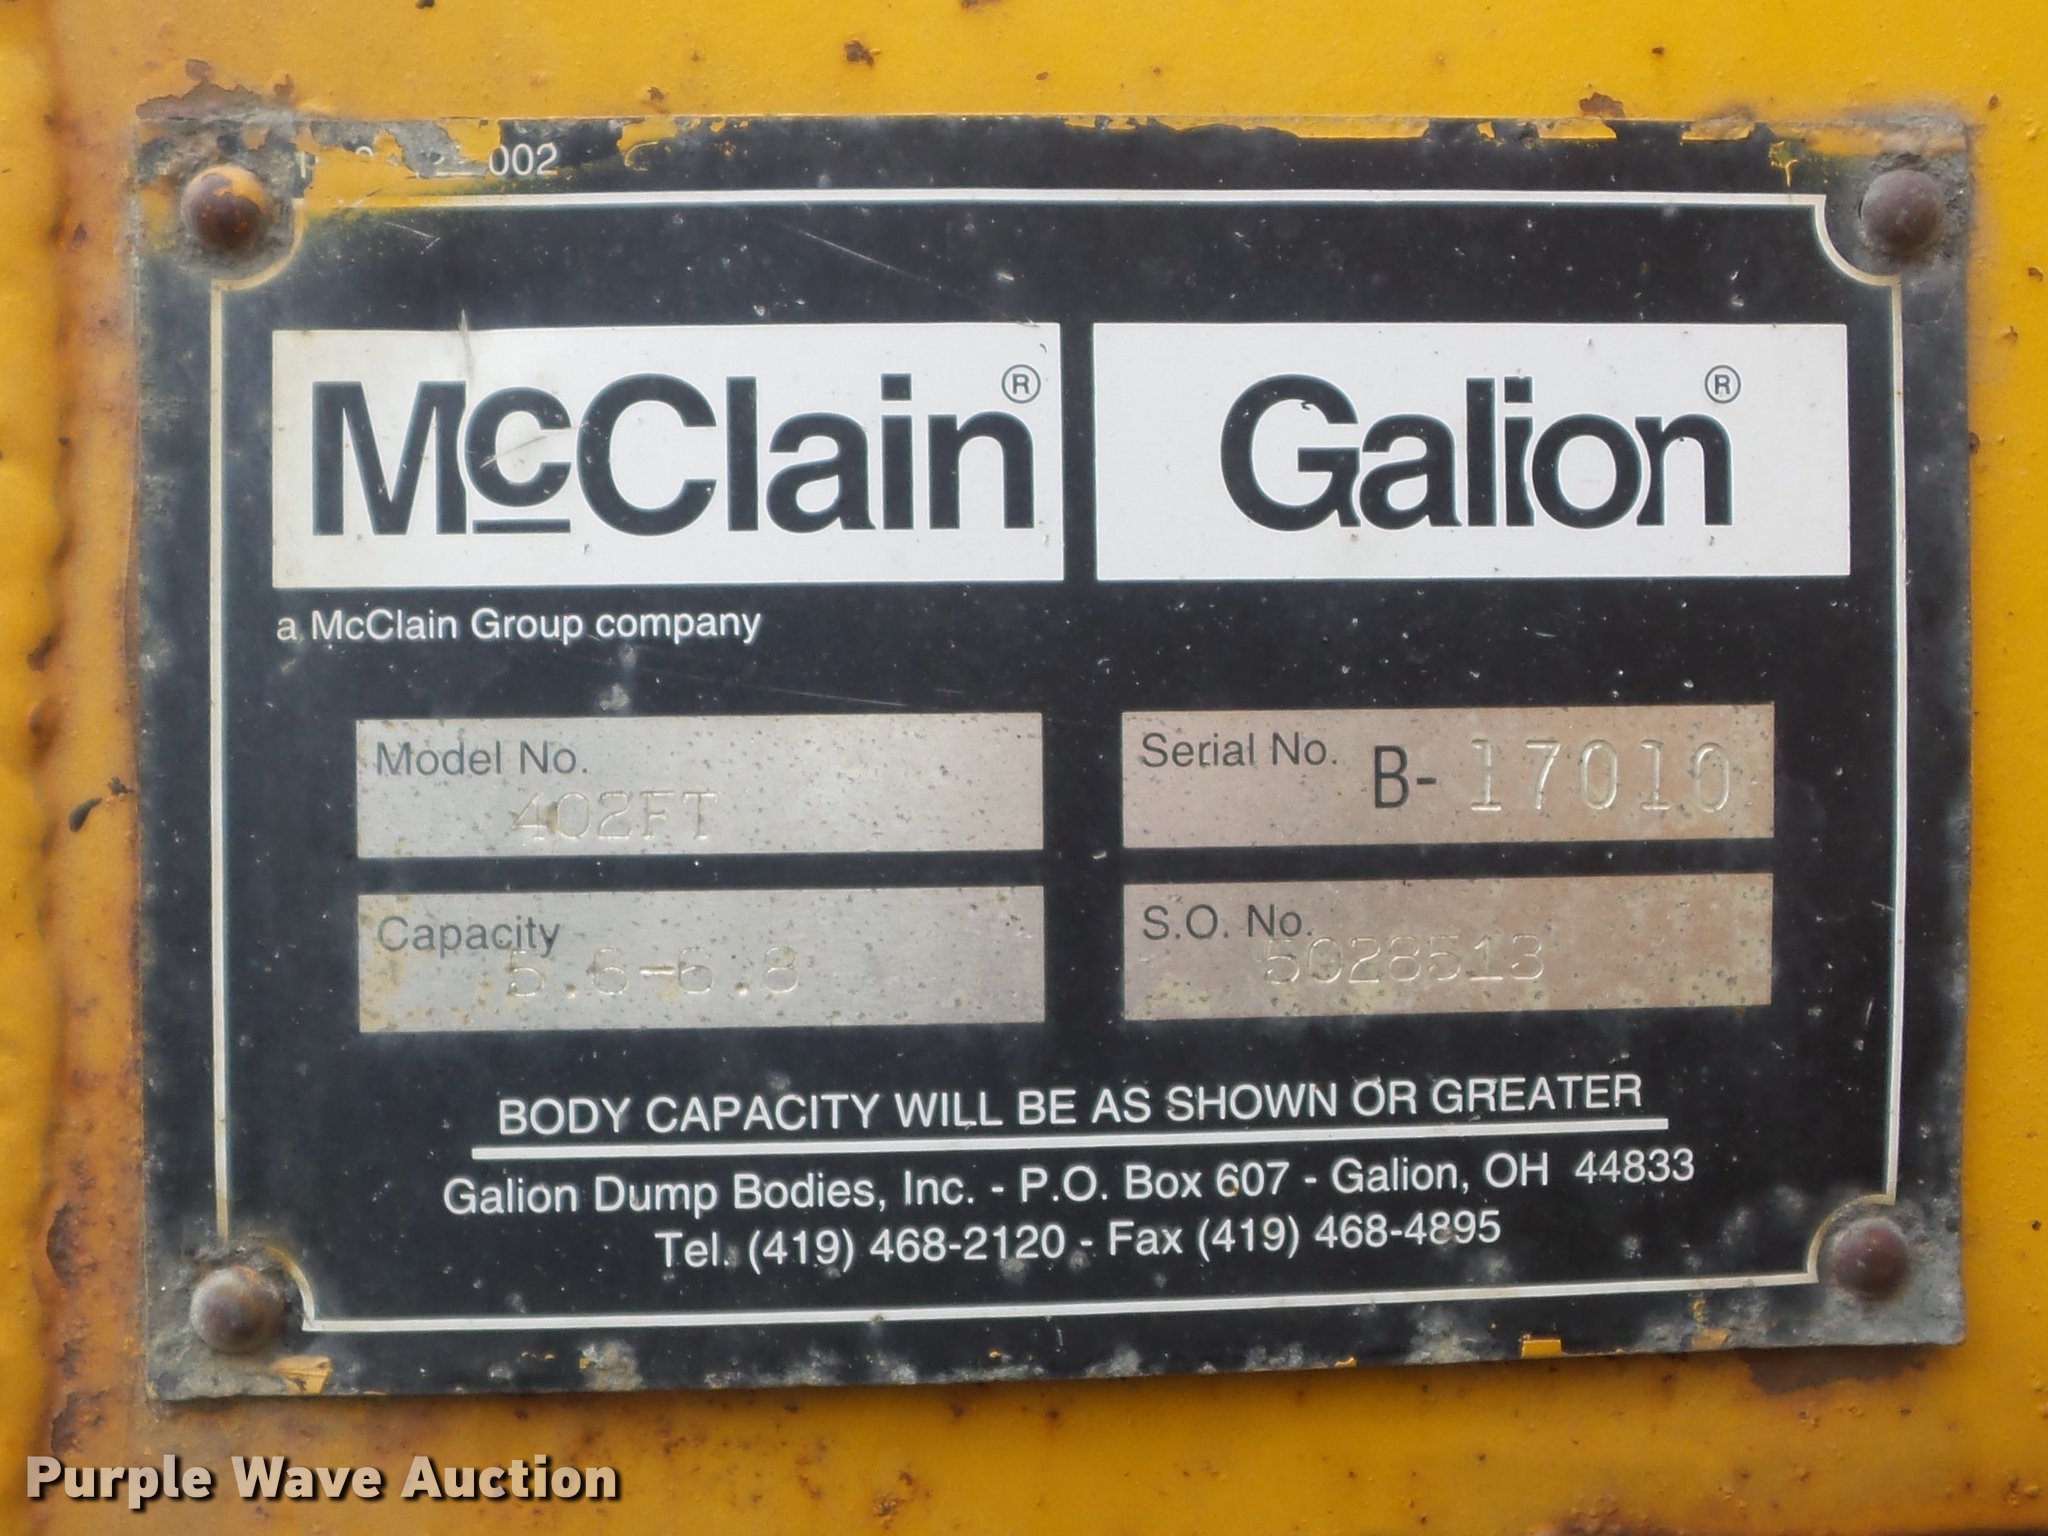 002
McClain® Galion®
a McClain Group company
Model No. 402FT
Serial No. B-17010
Capacity 5.6-6.8
S.O. No. 5028513
BODY CAPACITY WILL BE AS SHOWN OR GREATER
Galion Dump Bodies, Inc. - P.O. Box 607 - Galion, OH 44833
Tel. (419) 468-2120 - Fax (419) 468-4895
Purple Wave Auction